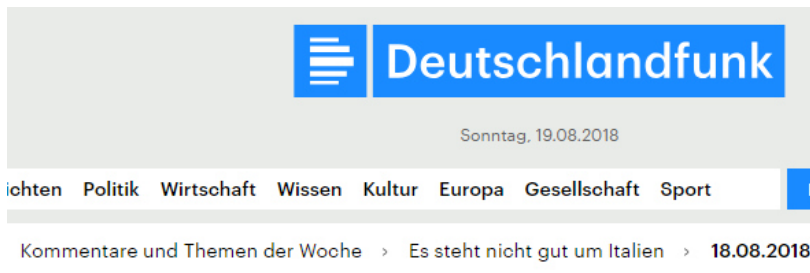 Deutschlandfunk
Sonntag, 19.08.2018
Politik Wirtschaft Wissen Kultur Europa Gesellschaft Sport
Kommentare und Themen der Woche > Es steht nicht gut um Italien > 18.08.2018